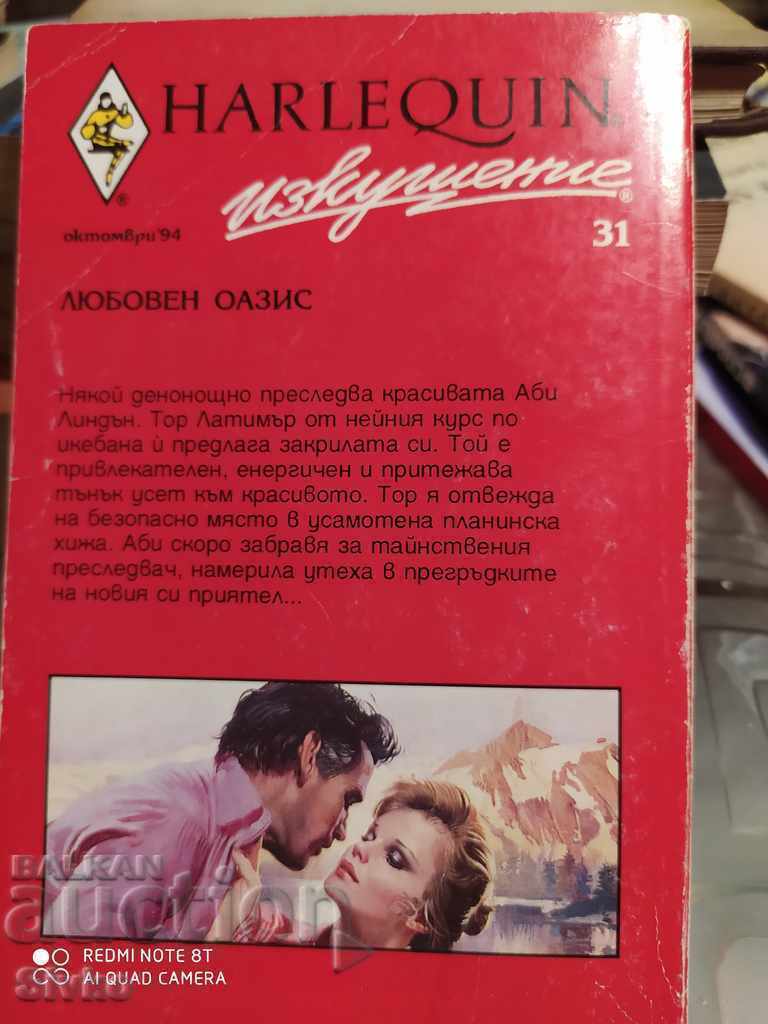 HARLEQUIN®
изкушение®
октомври'94
31
ЛЮБОВЕН ОАЗИС
Някой денонощно преследва красивата Аби
Линдън. Тор Латимър от нейния курс по
икебана ѝ предлага закрилата си. Той е
привлекателен, енергичен и притежава
тънък усет към красивото. Тор я отвежда
на безопасно място в усамотена планинска
хижа. Аби скоро забравя за тайнствения
преследвач, намерила утеха в прегръдките
на новия си приятел...
BALKAN
auction
REDMI NOTE 8T
AI QUAD CAMERA
Sivko